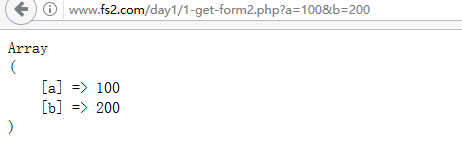 www.fs2.com/day1/1-get-form2.php?a=100&b=200
Array
(
    [a] => 100
    [b] => 200
)